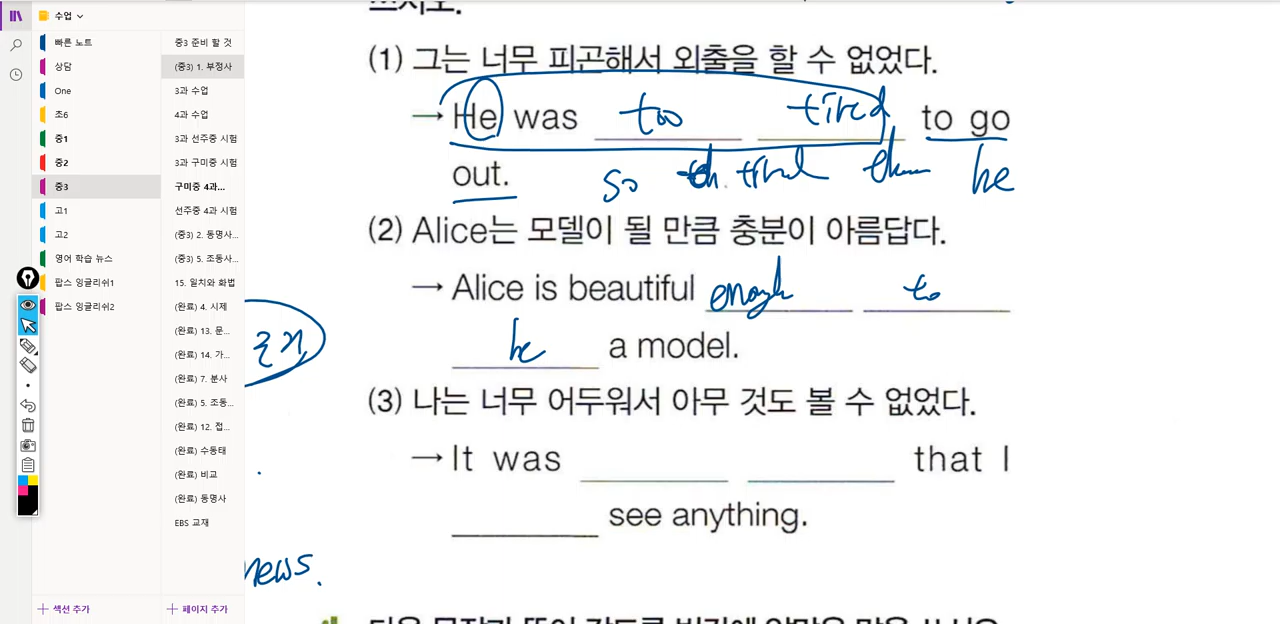 수업
빠른 노트
상담
One
초6
중1
중2
중3
고1
고2
영어 학습 뉴스
팝스 잉글리쉬1
팝스 잉글리쉬2
섹션 추가
중3 준비 할 것
(중3) 1. 부정사
3과 수업
4과 수업
3과 선주중 시험
3과 구미중 시험
구미중 4과...
선주중 4과 시험
(중3) 2. 동명사...
(중3) 5. 조동사...
15. 일치와 화법
(완료) 4. 시제
(완료) 13. 문...
(완료) 14. 가...
(완료) 7. 분사
(완료) 5. 조동...
(완료) 12. 접...
(완료) 수동태
(완료) 비교
(완료) 동명사
EBS 교재
페이지 추가
쓰시오.
(1) 그는 너무 피곤해서 외출을 할 수 없었다.
→ He was too tired to go
out. so tired he
(2) Alice는 모델이 될 만큼 충분이 아름답다.
→ Alice is beautiful enough to
be a model.
(3) 나는 너무 어두워서 아무 것도 볼 수 없었다.
→ It was that I
see anything.
news.